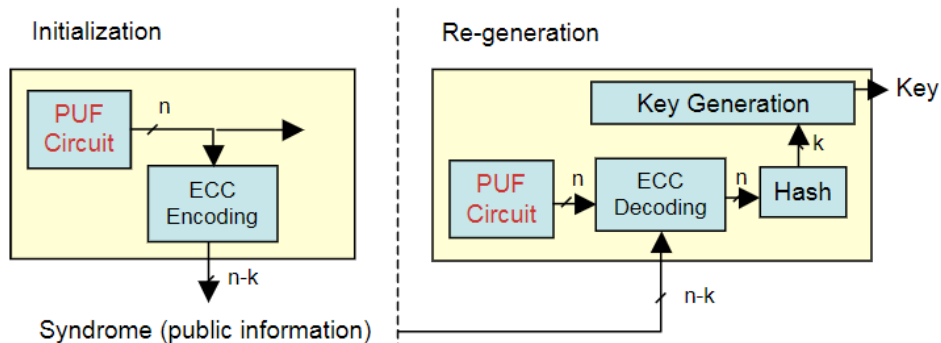 Initialization
PUF
Circuit
n
ECC
Encoding
n-k
Syndrome (public information)
Re-generation
Key Generation
Key
k
PUF
Circuit
n
ECC
Decoding
n
Hash
n-k